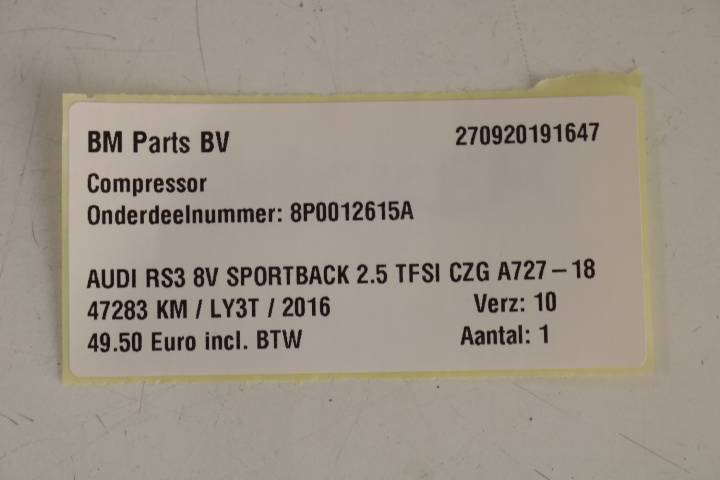 BM Parts BV 270920191647
Compressor
Onderdeelnummer: 8P0012615A
AUDI RS3 8V SPORTBACK 2.5 TFSI CZG A727-18
47283 KM / LY3T / 2016 Verz: 10
49.50 Euro incl. BTW Aantal: 1